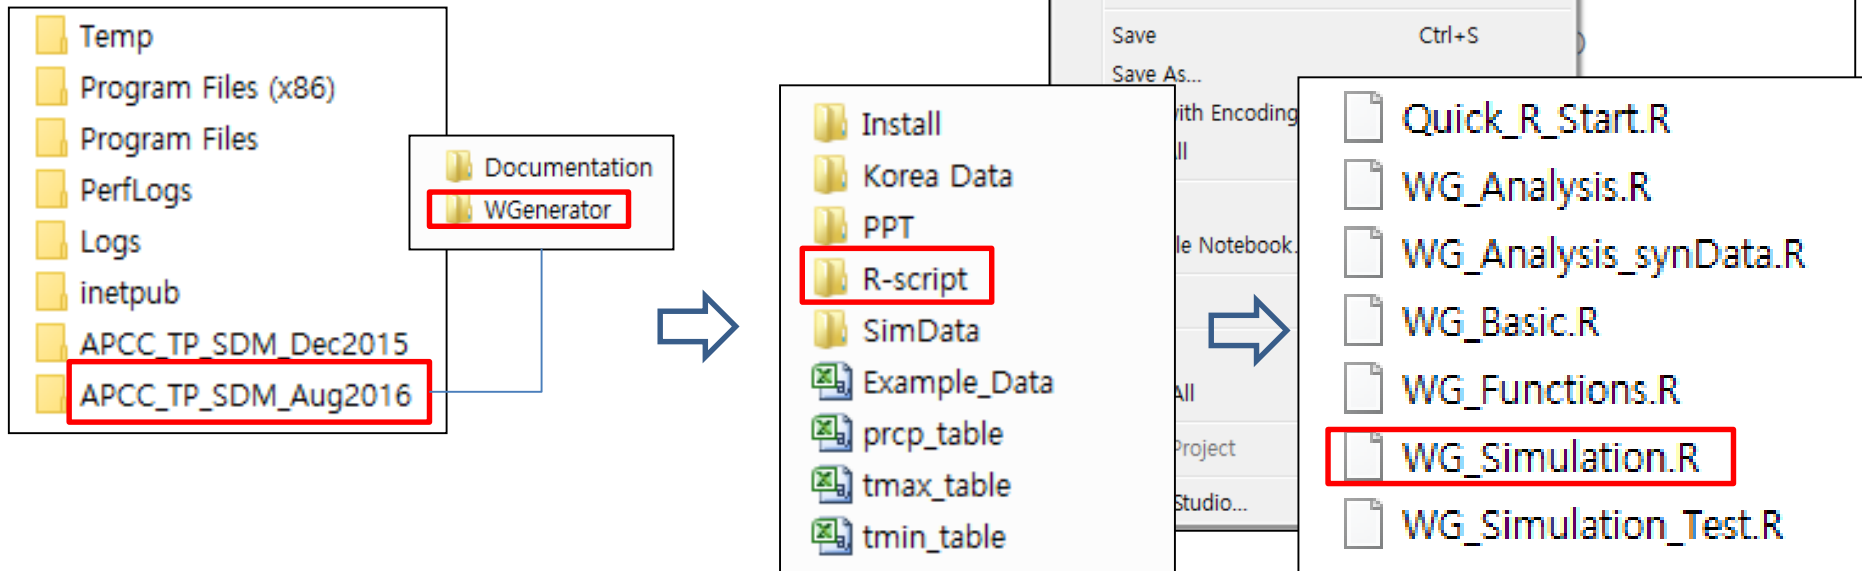 Temp
Program Files (x86)
Program Files
PerfLogs
Logs
inetpub
APCC_TP_SDM_Dec2015
APCC_TP_SDM_Aug2016
Documentation
WGenerator
Install
Korea Data
PPT
R-script
SimData
Example_Data
prcp_table
tmax_table
tmin_table
Save Ctrl+S
Save As...
ith Encoding
All
le Notebook.
Project
Studio...
Quick_R_Start.R
WG_Analysis.R
WG_Analysis_synData.R
WG_Basic.R
WG_Functions.R
WG_Simulation.R
WG_Simulation_Test.R